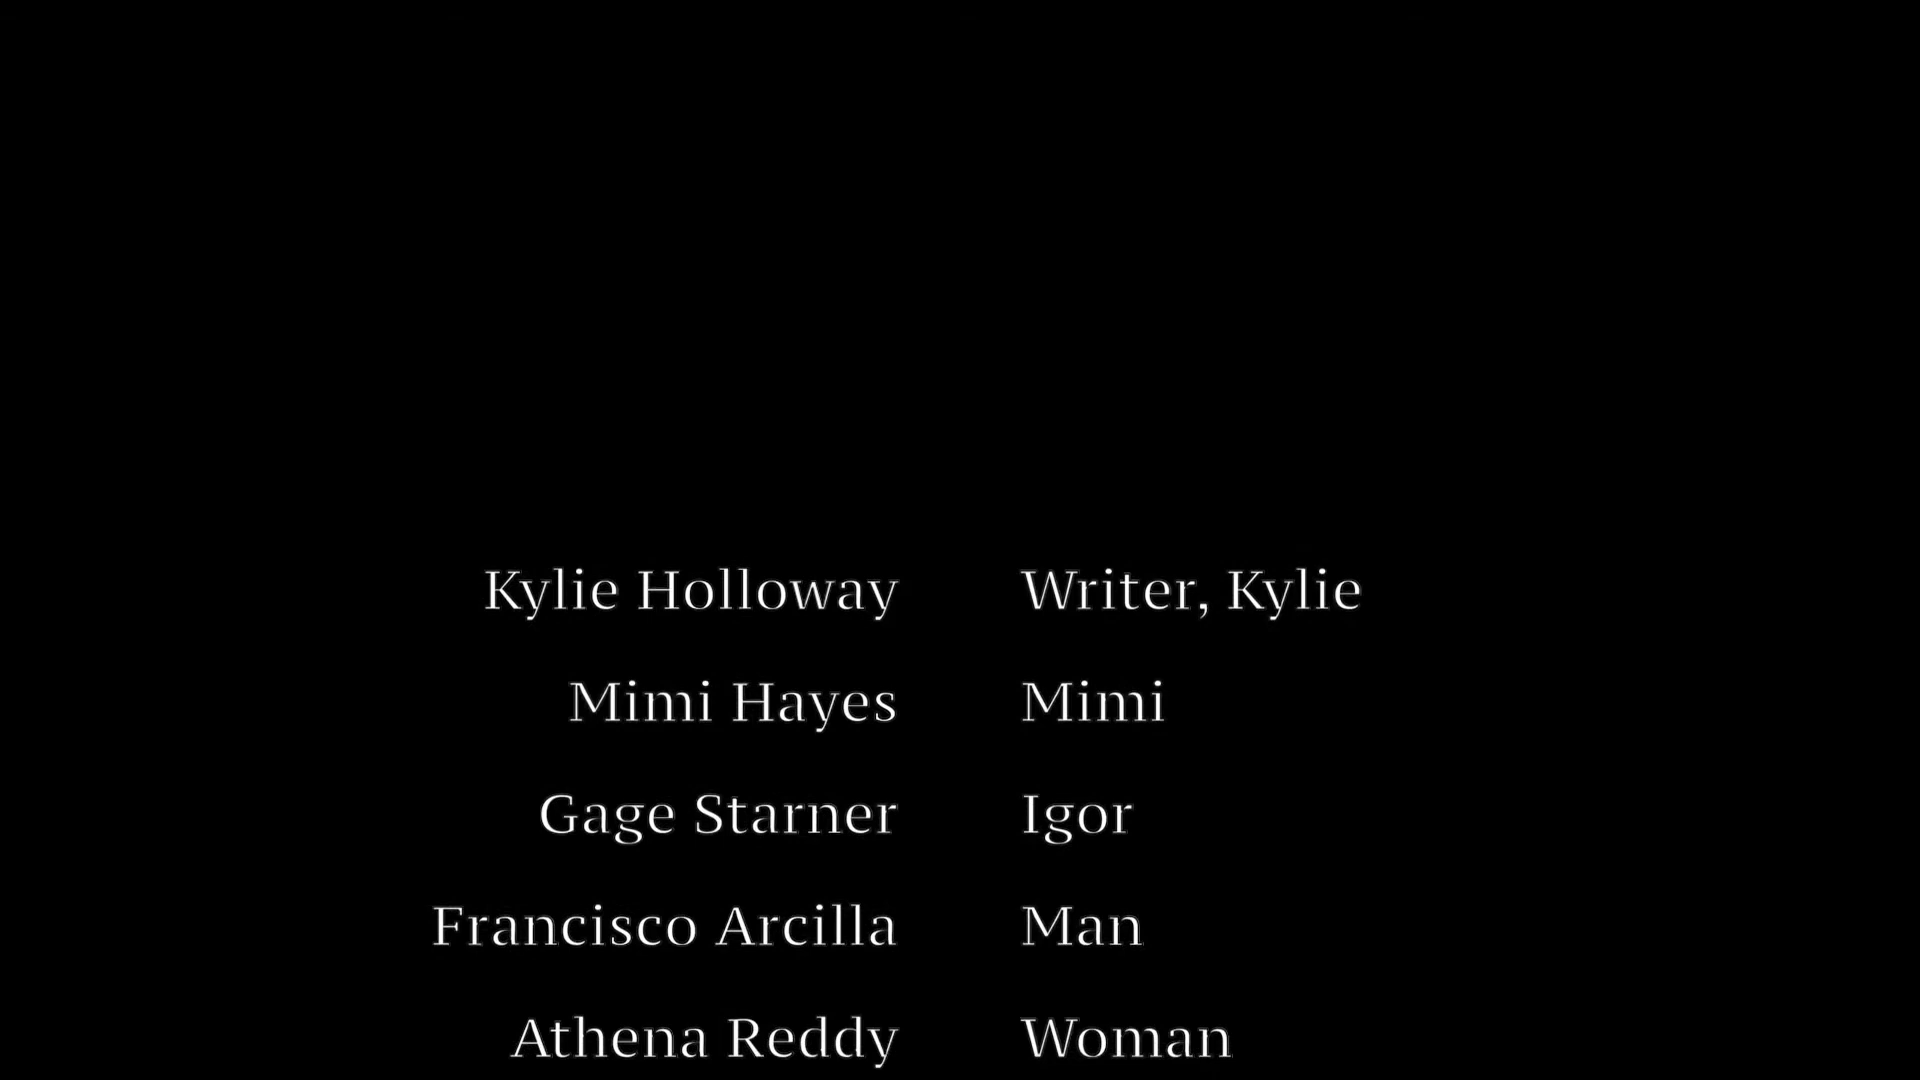 Kylie Holloway Writer, Kylie
Mimi Hayes Mimi
Gage Starner Igor
Francisco Arcilla Man
Athena Reddy Woman